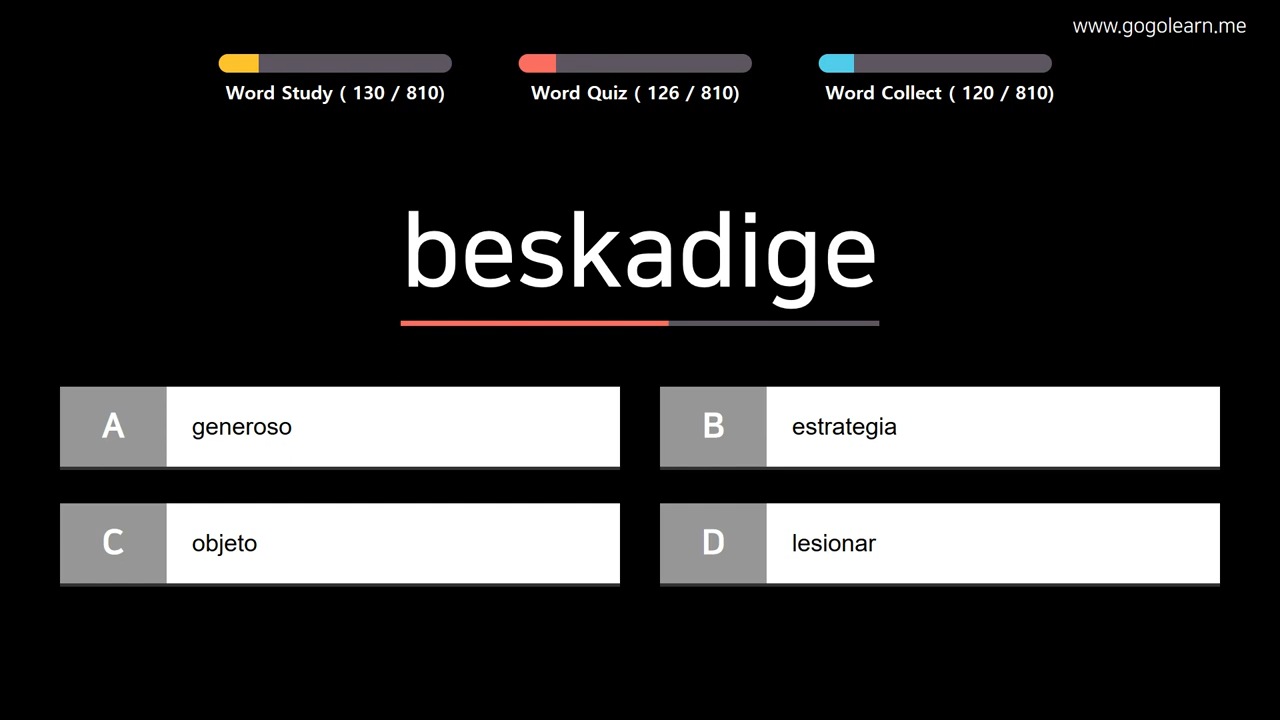 www.gogolearn.me
Word Study ( 130 / 810)
Word Quiz ( 126 / 810)
Word Collect ( 120 / 810)
beskadige
A generoso
B estrategia
C objeto
D lesionar